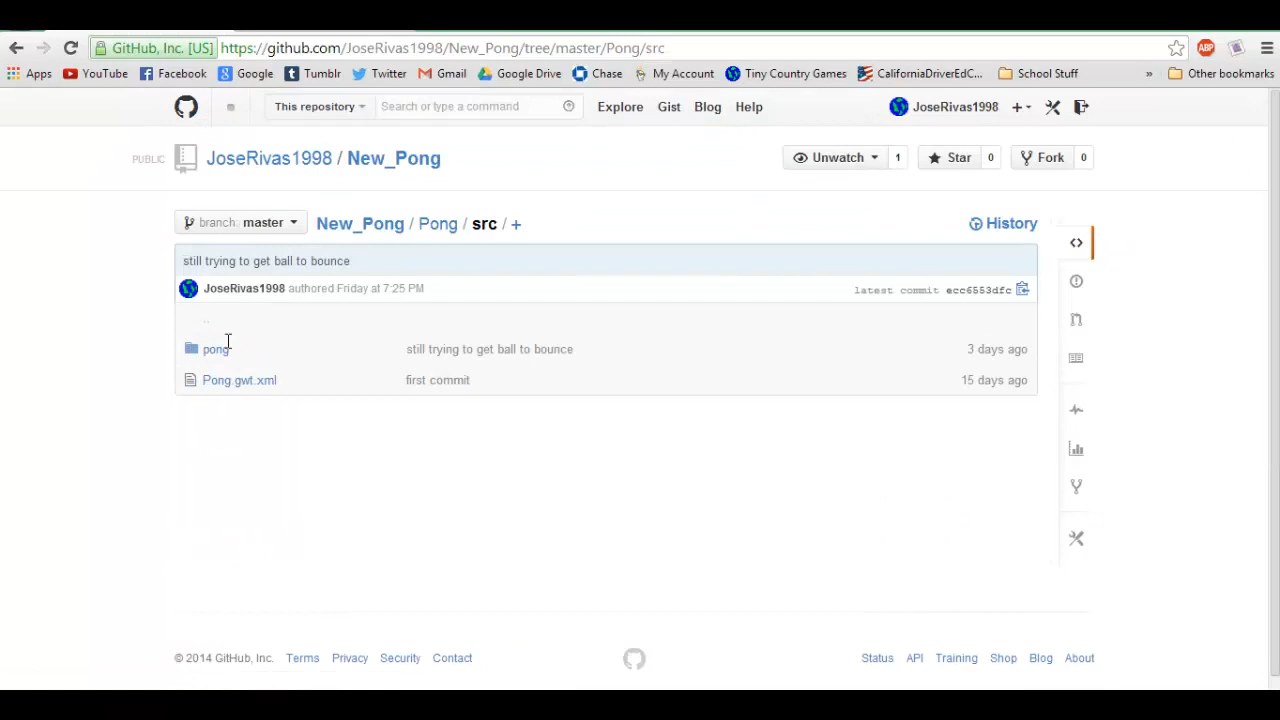 GitHub, Inc. [US] https://github.com/JoseRivas1998/New_Pong/tree/master/Pong/src ABP
Apps YouTube Facebook Google Tumblr Twitter Gmail Google Drive Chase My Account Tiny Country Games CaliforniaDriverEdC... School Stuff » Other bookmarks
This repository Search or type a command Explore Gist Blog Help JoseRivas1998 +
PUBLIC JoseRivas1998 / New_Pong Unwatch 1 Star 0 Fork 0
branch: master New_Pong / Pong / src / + History
still trying to get ball to bounce
JoseRivas1998 authored Friday at 7:25 PM latest commit ecc6553dfc
..
pong still trying to get ball to bounce 3 days ago
Pong.gwt.xml first commit 15 days ago
© 2014 GitHub, Inc. Terms Privacy Security Contact Status API Training Shop Blog About